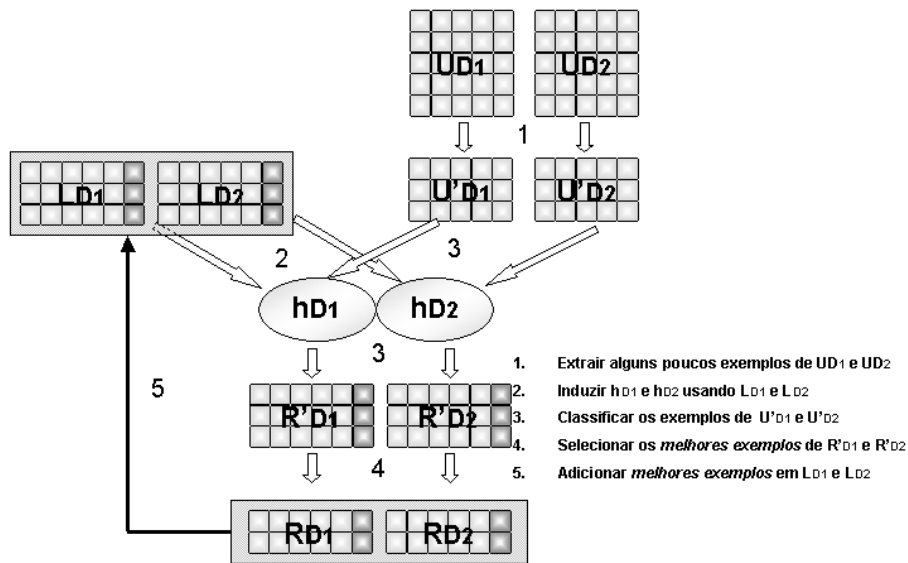 UD1 UD2
1
LD1 LD2 U'D1 U'D2
2 3
hD1 hD2
3
5
R'D1 R'D2
4
RD1 RD2
1. Extrair alguns poucos exemplos de UD1 e UD2
2. Induzir hD1 e hD2 usando LD1 e LD2
3. Classificar os exemplos de U'D1 e U'D2
4. Selecionar os melhores exemplos de R'D1 e R'D2
5. Adicionar melhores exemplos em LD1 e LD2